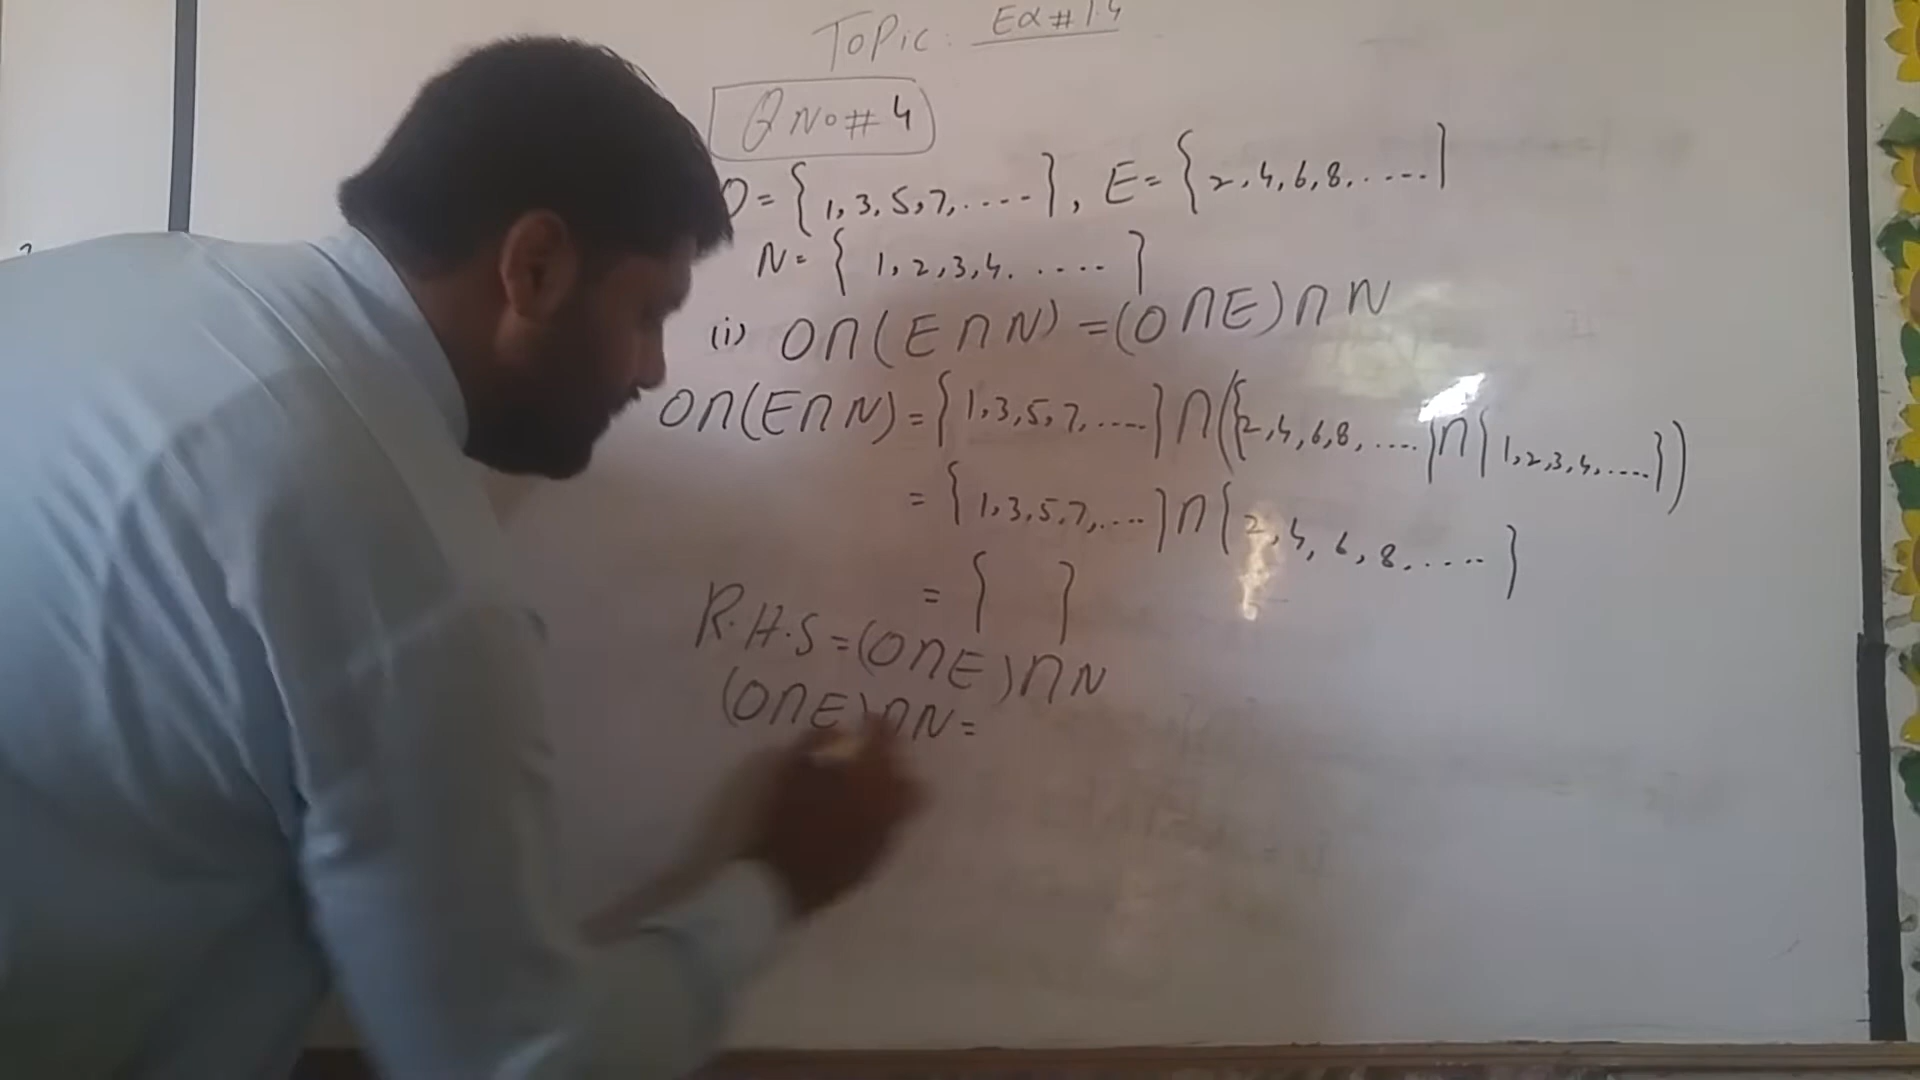 Topic: Ex # 1.4
Q No # 4
O = { 1, 3, 5, 7, ..... }, E = { 2, 4, 6, 8, ..... }
N = { 1, 2, 3, 4, ..... }
(i) O∩(E∩N) = (O∩E)∩N
O∩(E∩N) = { 1, 3, 5, 7, ..... } ∩ ({ 2, 4, 6, 8, ..... } ∩ { 1, 2, 3, 4, ..... })
= { 1, 3, 5, 7, ..... } ∩ { 2, 4, 6, 8, ..... }
= { }
R.H.S = (O∩E)∩N
(O∩E)∩N =